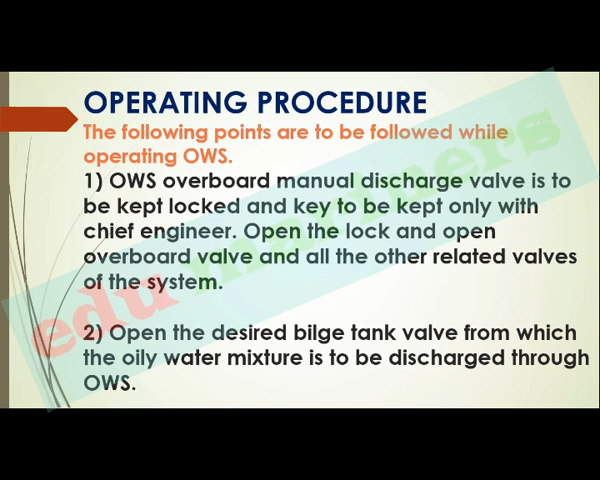 OPERATING PROCEDURE
The following points are to be followed while
operating OWS.
1) OWS overboard manual discharge valve is to
be kept locked and key to be kept only with
chief engineer. Open the lock and open
overboard valve and all the other related valves
of the system.
2) Open the desired bilge tank valve from which
the oily water mixture is to be discharged through
OWS.
edu mariners